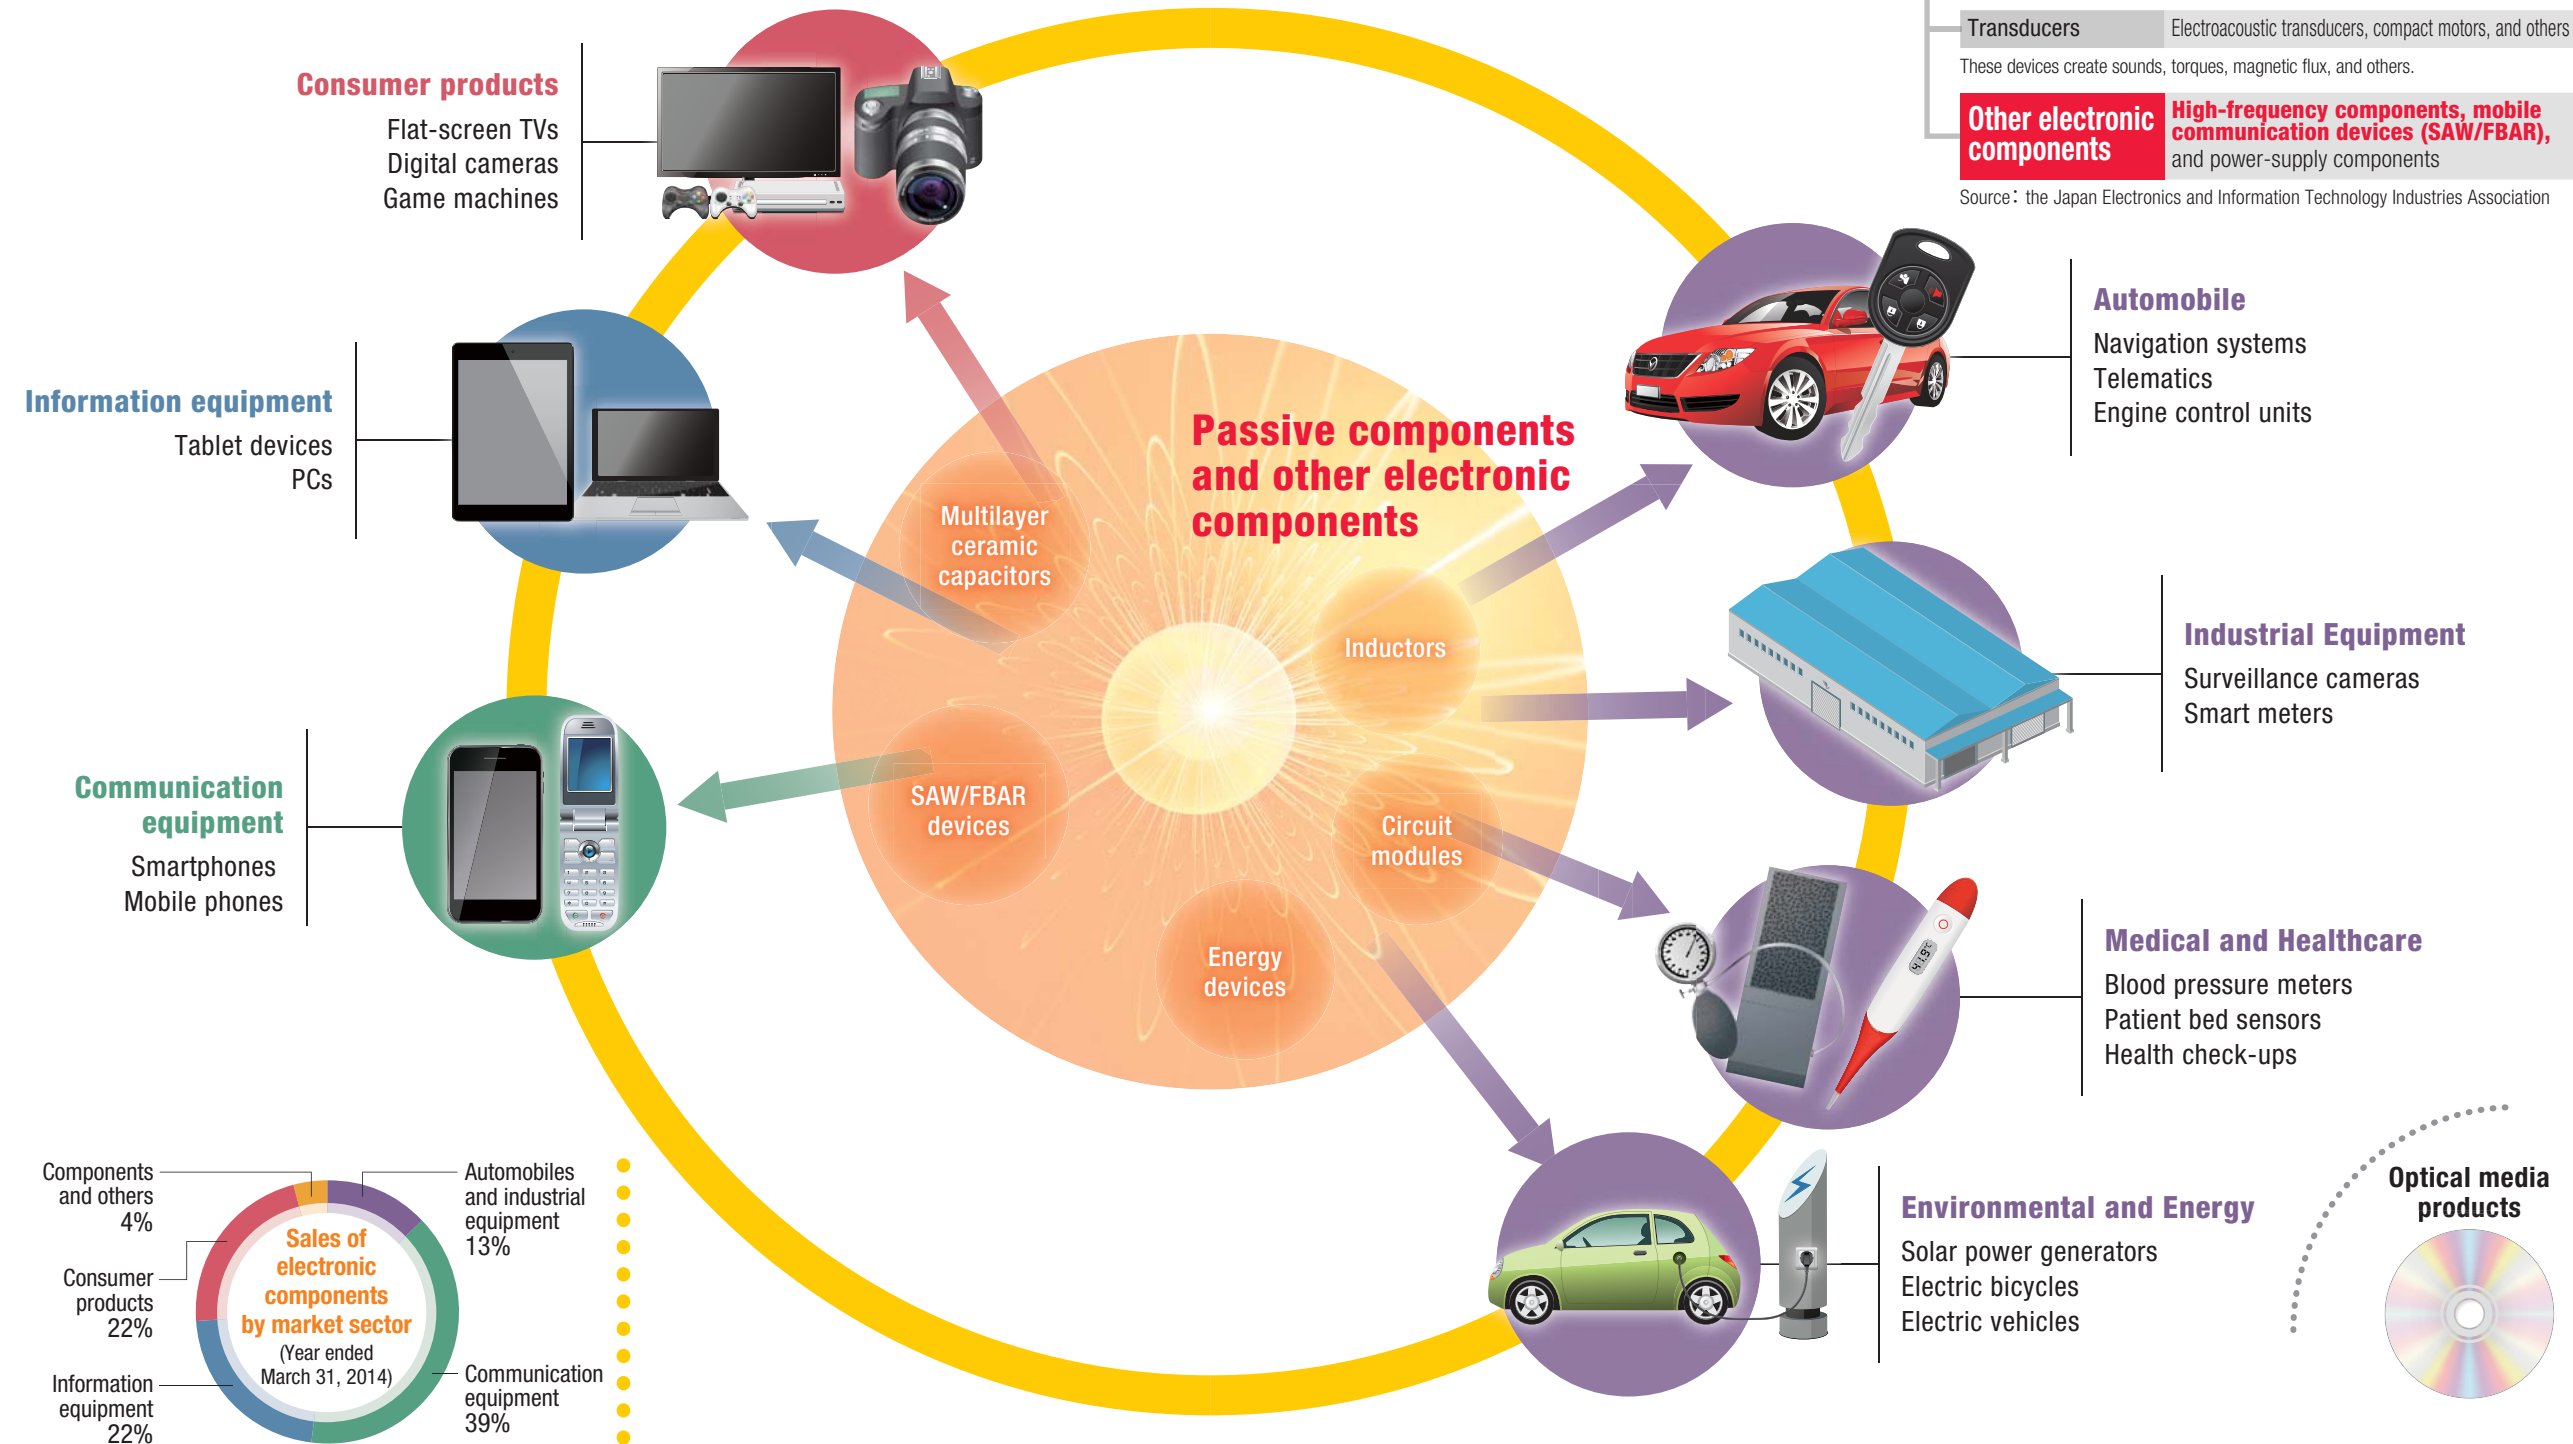 Transducers
Electroacoustic transducers, compact motors, and others
These devices create sounds, torques, magnetic flux, and others.
Other electronic
components
High-frequency components, mobile
communication devices (SAW/FBAR),
and power-supply components
Source: the Japan Electronics and Information Technology Industries Association
Consumer products
Flat-screen TVs
Digital cameras
Game machines
Information equipment
Tablet devices
PCs
Communication
equipment
Smartphones
Mobile phones
Passive components
and other electronic
components
Multilayer
ceramic
capacitors
Inductors
SAW/FBAR
devices
Circuit
modules
Energy
devices
Automobile
Navigation systems
Telematics
Engine control units
Industrial Equipment
Surveillance cameras
Smart meters
Medical and Healthcare
Blood pressure meters
Patient bed sensors
Health check-ups
41.9°C
Environmental and Energy
Solar power generators
Electric bicycles
Electric vehicles
Optical media
products
Sales of
electronic
components
by market sector
(Year ended
March 31, 2014)
Components
and others
4%
Automobiles
and industrial
equipment
13%
Consumer
products
22%
Information
equipment
22%
Communication
equipment
39%